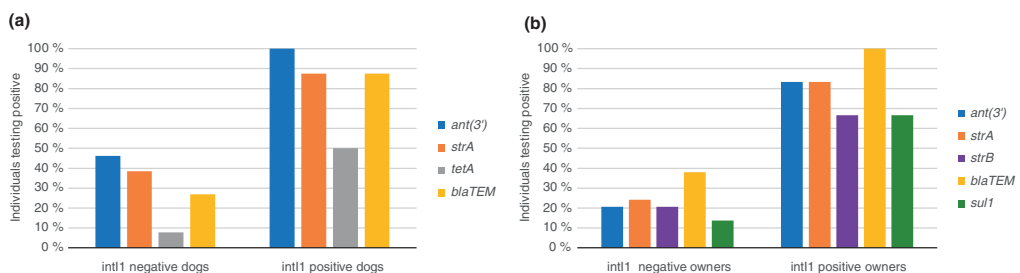 (a)
Individuals testing positive
100 %
90 %
80 %
70 %
60 %
50 %
40 %
30 %
20 %
10 %
0 %
intI1 negative dogs
intI1 positive dogs
ant(3')
strA
tetA
blaTEM
(b)
Individuals testing positive
100 %
90 %
80 %
70 %
60 %
50 %
40 %
30 %
20 %
10 %
0 %
intI1 negative owners
intI1 positive owners
ant(3')
strA
strB
blaTEM
sul1